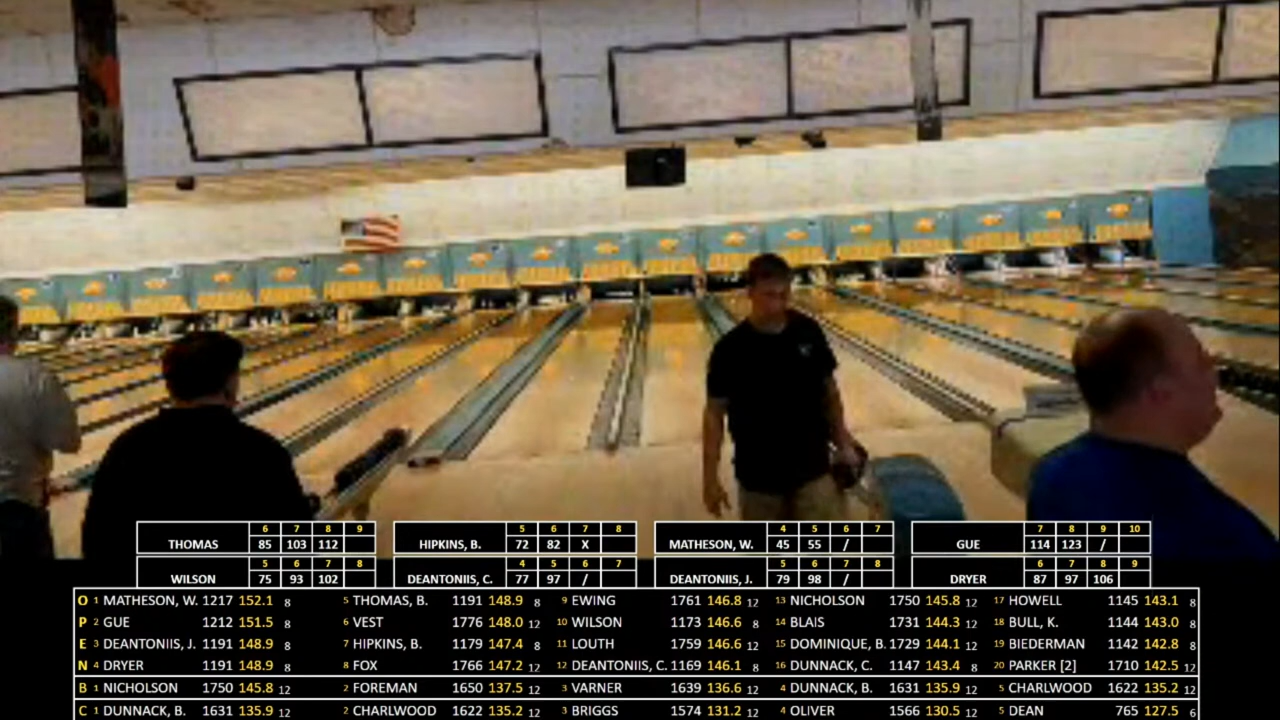 6 7 8 9 5 6 7 8 4 5 6 7 7 8 9 10
THOMAS 85 103 112 HIPKINS, B. 72 82 X MATHESON, W. 45 55 / GUE 114 123 /
5 6 7 8 4 5 6 7 5 6 7 8 6 7 8 9
WILSON 75 93 102 DEANTONIIS, C. 77 97 / DEANTONIIS, J. 79 98 / DRYER 87 97 106
O 1 MATHESON, W. 1217 152.1 8 5 THOMAS, B. 1191 148.9 8 9 EWING 1761 146.8 12 13 NICHOLSON 1750 145.8 12 17 HOWELL 1145 143.1 8
P 2 GUE 1212 151.5 8 6 VEST 1776 148.0 12 10 WILSON 1173 146.6 8 14 BLAIS 1731 144.3 12 18 BULL, K. 1144 143.0 8
E 3 DEANTONIIS, J. 1191 148.9 8 7 HIPKINS, B. 1179 147.4 8 11 LOUTH 1759 146.6 12 15 DOMINIQUE, B. 1729 144.1 12 19 BIEDERMAN 1142 142.8 8
N 4 DRYER 1191 148.9 8 8 FOX 1766 147.2 12 12 DEANTONIIS, C. 1169 146.1 8 16 DUNNACK, C. 1147 143.4 8 20 PARKER [2] 1710 142.5 12
B 1 NICHOLSON 1750 145.8 12 2 FOREMAN 1650 137.5 12 3 VARNER 1639 136.6 12 4 DUNNACK, B. 1631 135.9 12 5 CHARLWOOD 1622 135.2 12
C 1 DUNNACK, B. 1631 135.9 12 2 CHARLWOOD 1622 135.2 12 3 BRIGGS 1574 131.2 12 4 OLIVER 1566 130.5 12 5 DEAN 765 127.5 6